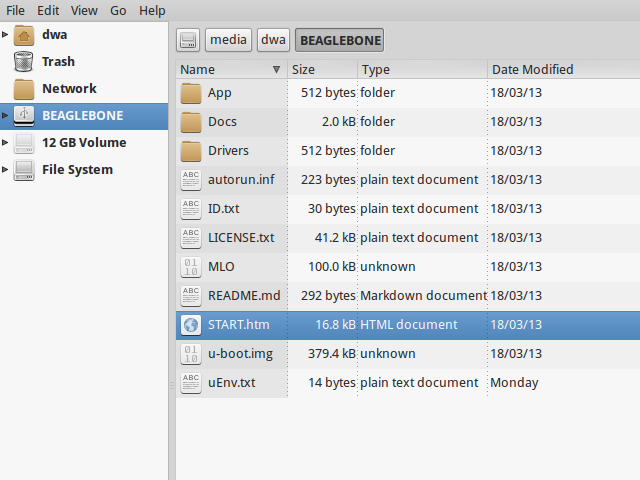 File Edit View Go Help
dwa
Trash
Network
BEAGLEBONE
12 GB Volume
File System
media dwa BEAGLEBONE
Name Size Type Date Modified
App 512 bytes folder 18/03/13
Docs 2.0 kB folder 18/03/13
Drivers 512 bytes folder 18/03/13
autorun.inf 223 bytes plain text document 18/03/13
ID.txt 30 bytes plain text document 18/03/13
LICENSE.txt 41.2 kB plain text document 18/03/13
MLO 100.0 kB unknown 18/03/13
README.md 292 bytes Markdown document 18/03/13
START.htm 16.8 kB HTML document 18/03/13
u-boot.img 379.4 kB unknown 18/03/13
uEnv.txt 14 bytes plain text document Monday